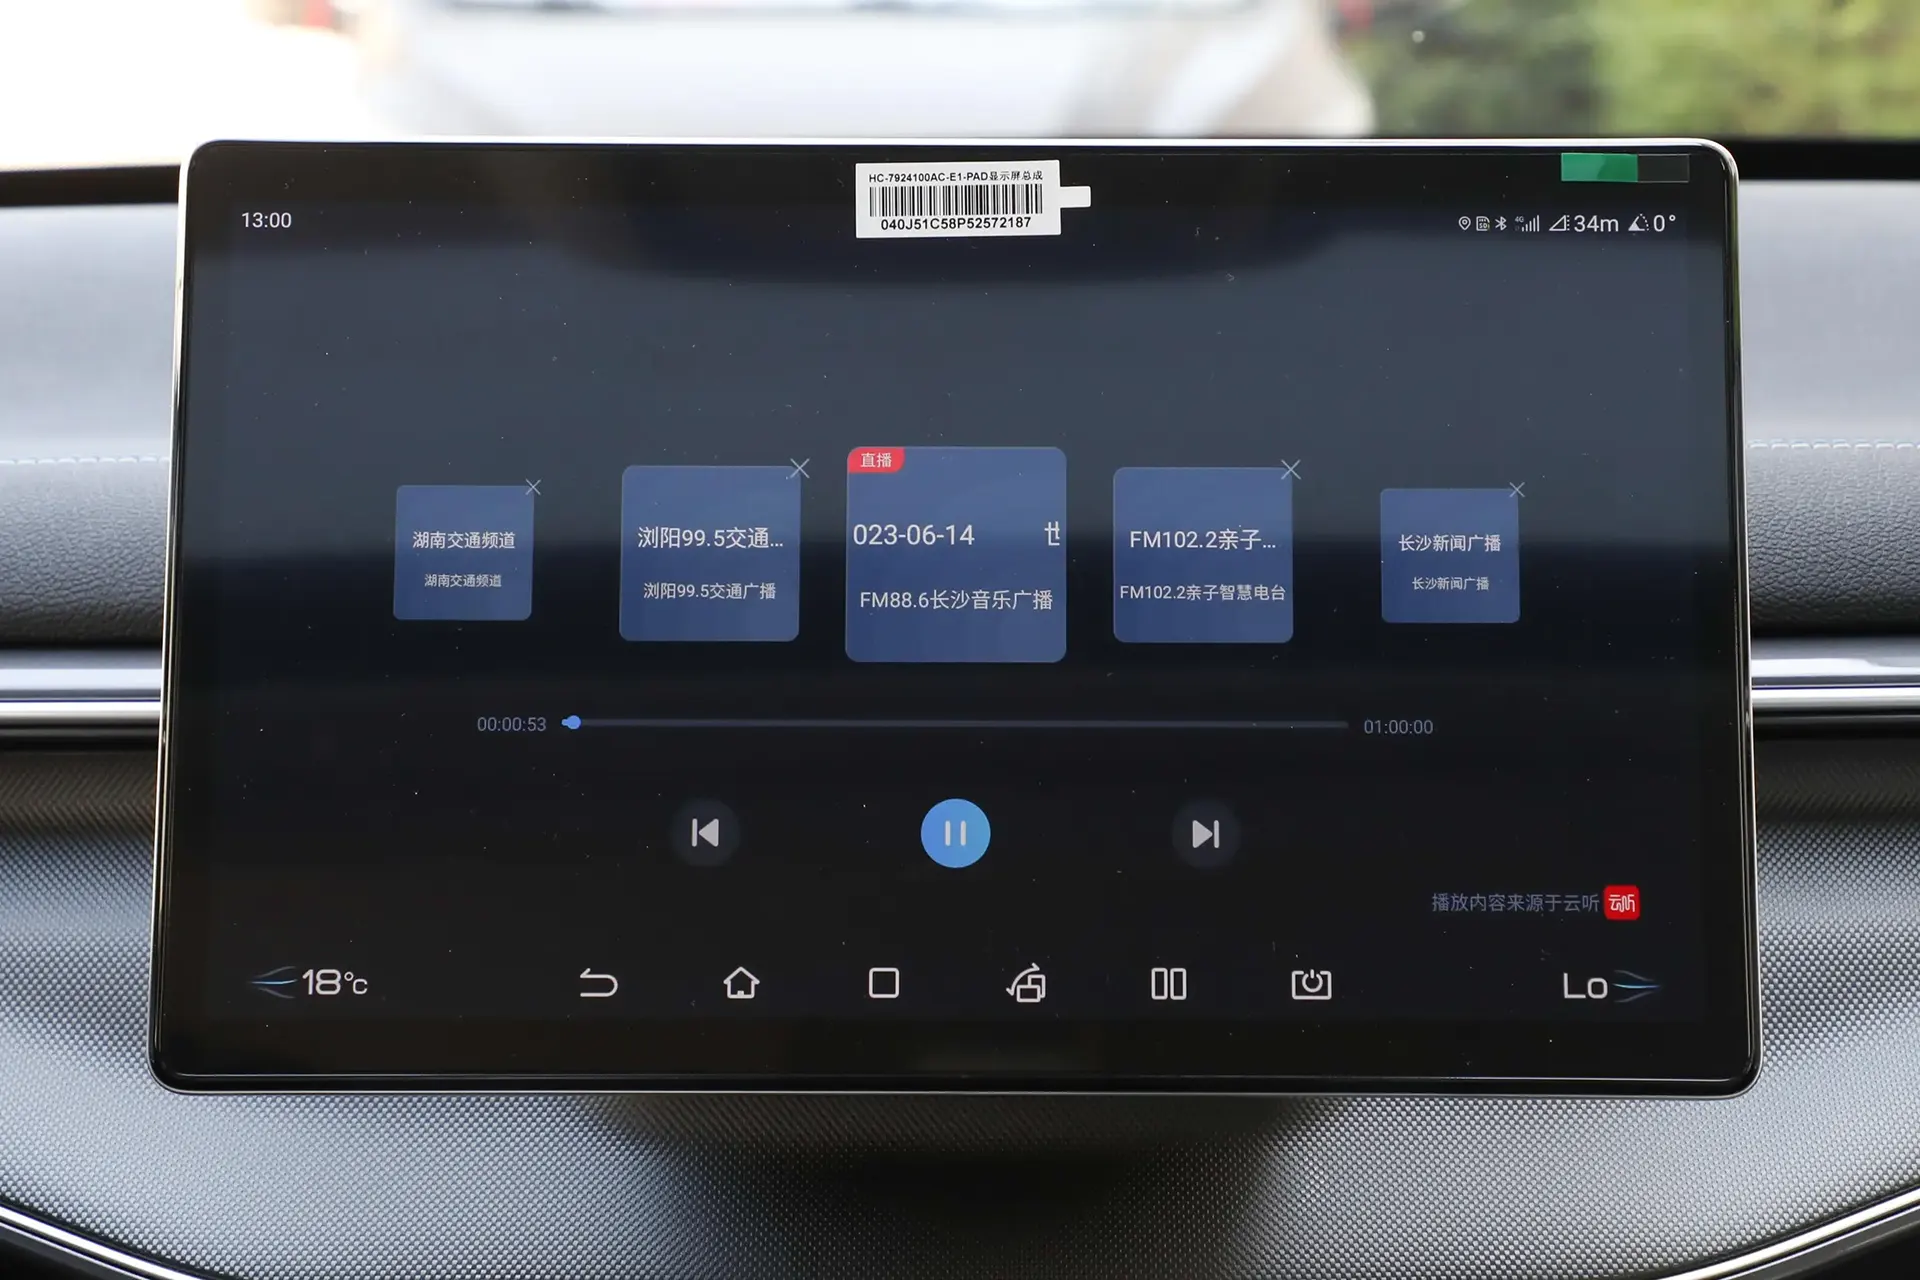 HC-7924100AC-E1-PAD显示屏总成
040J51C58P52572187
13:00
4G
34m
0°
湖南交通频道
湖南交通频道
浏阳99.5交通...
浏阳99.5交通广播
直播
023-06-14 世
FM88.6长沙音乐广播
FM102.2亲子...
FM102.2亲子智慧电台
长沙新闻广播
长沙新闻广播
00:00:53
01:00:00
播放内容来源于云听
云听
18°C
Lo